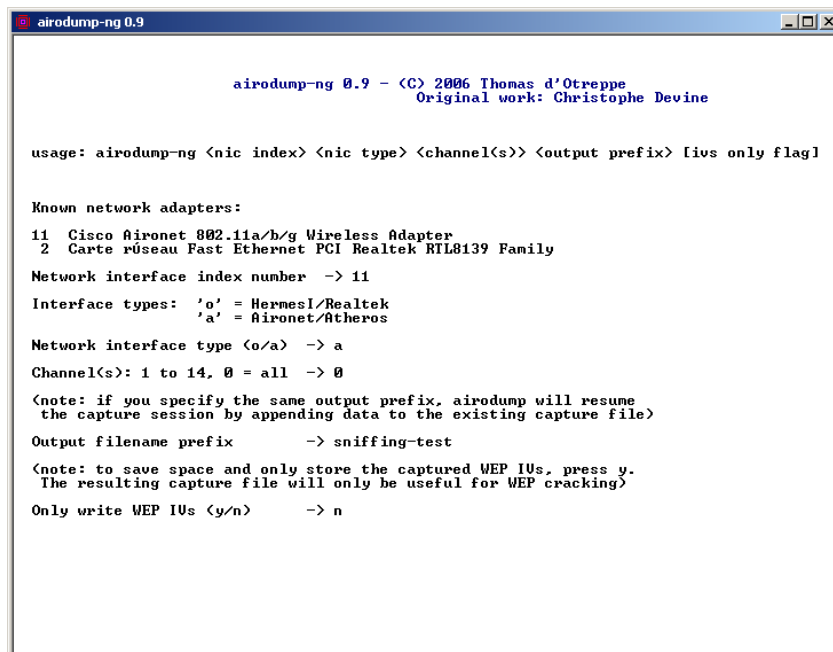 airodump-ng 0.9
airodump-ng 0.9 - (C) 2006 Thomas d'Otreppe
Original work: Christophe Devine
usage: airodump-ng <nic index> <nic type> <channel(s)> <output prefix> [ivs only flag]
Known network adapters:
11 Cisco Aironet 802.11a/b/g Wireless Adapter
2 Carte rÚseau Fast Ethernet PCI Realtek RTL8139 Family
Network interface index number -> 11
Interface types: 'o' = HermesI/Realtek
'a' = Aironet/Atheros
Network interface type (o/a) -> a
Channel(s): 1 to 14, 0 = all -> 0
(note: if you specify the same output prefix, airodump will resume
the capture session by appending data to the existing capture file)
Output filename prefix -> sniffing-test
(note: to save space and only store the captured WEP IVs, press y.
The resulting capture file will only be useful for WEP cracking)
Only write WEP IVs (y/n) -> n